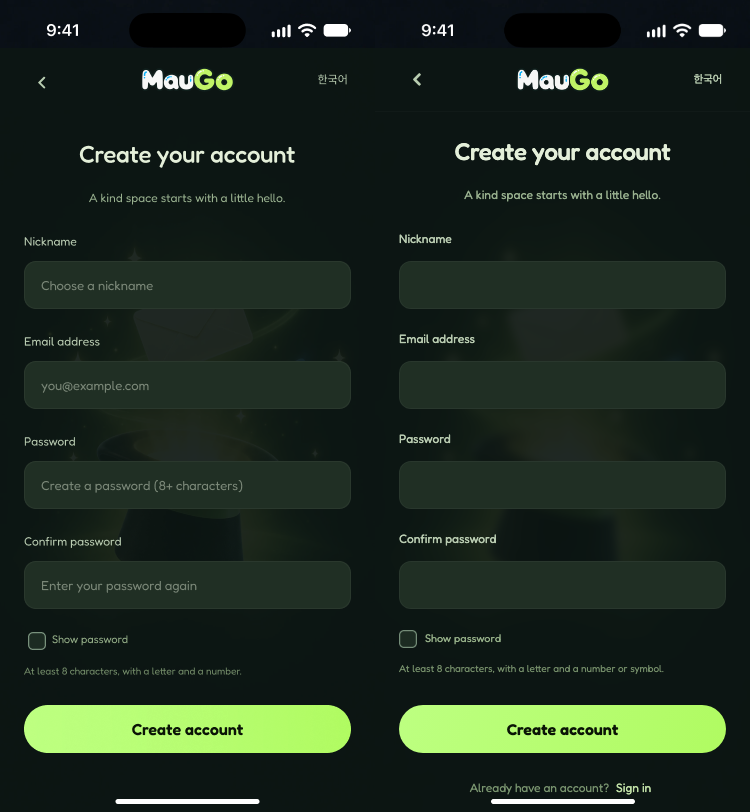 9:41
MauGo
한국어
Create your account
A kind space starts with a little hello.
Nickname
Choose a nickname
Email address
you@example.com
Password
Create a password (8+ characters)
Confirm password
Enter your password again
Show password
At least 8 characters, with a letter and a number.
Create account
9:41
MauGo
한국어
Create your account
A kind space starts with a little hello.
Nickname
Email address
Password
Confirm password
Show password
At least 8 characters, with a letter and a number or symbol.
Create account
Already have an account? Sign in